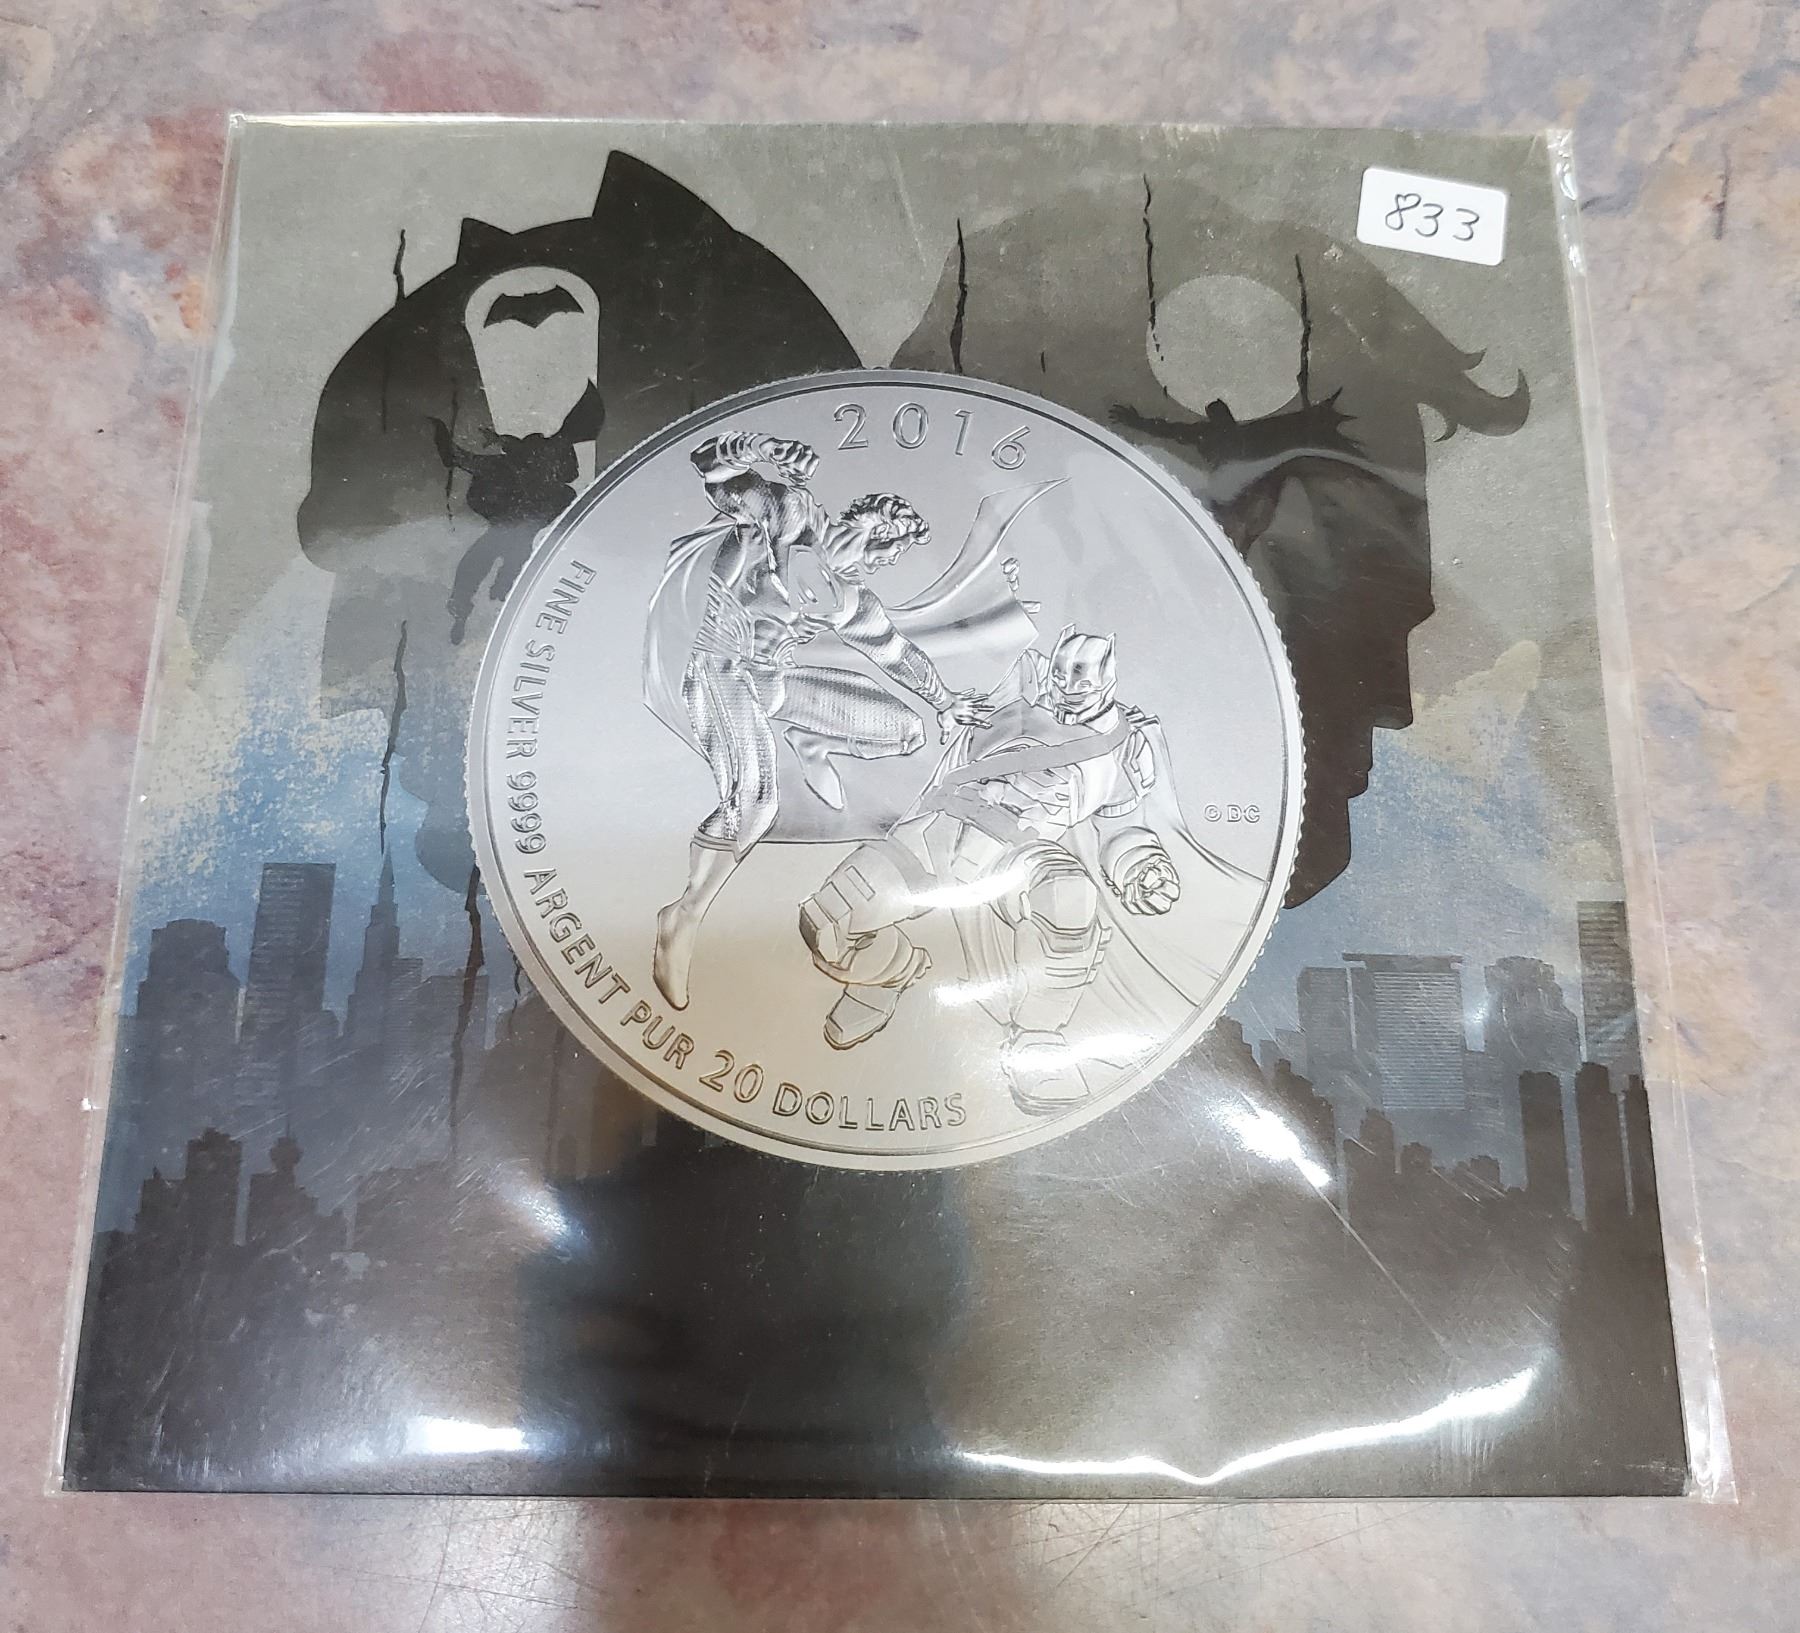 833
2016
FINE SILVER 9999 ARGENT PUR 20 DOLLARS
© DC